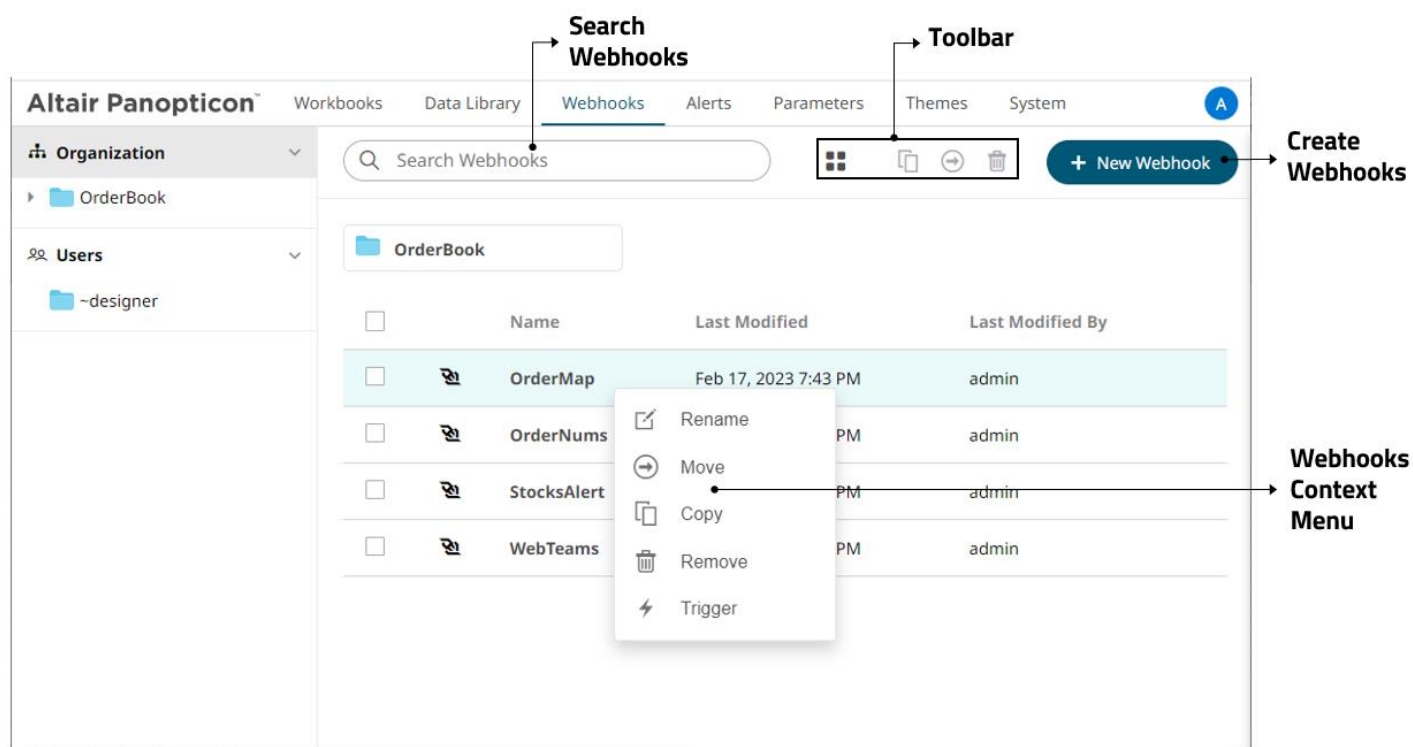 Search
Webhooks
Toolbar
Altair Panopticon™ Workbooks Data Library Webhooks Alerts Parameters Themes System A
Organization
Search Webhooks
+ New Webhook
Create
Webhooks
OrderBook
Users
OrderBook
~designer
Name Last Modified Last Modified By
OrderMap Feb 17, 2023 7:43 PM admin
Rename
OrderNums PM admin
Move
StocksAlert PM admin
Copy
Webhooks
Context
Menu
WebTeams PM admin
Remove
Trigger